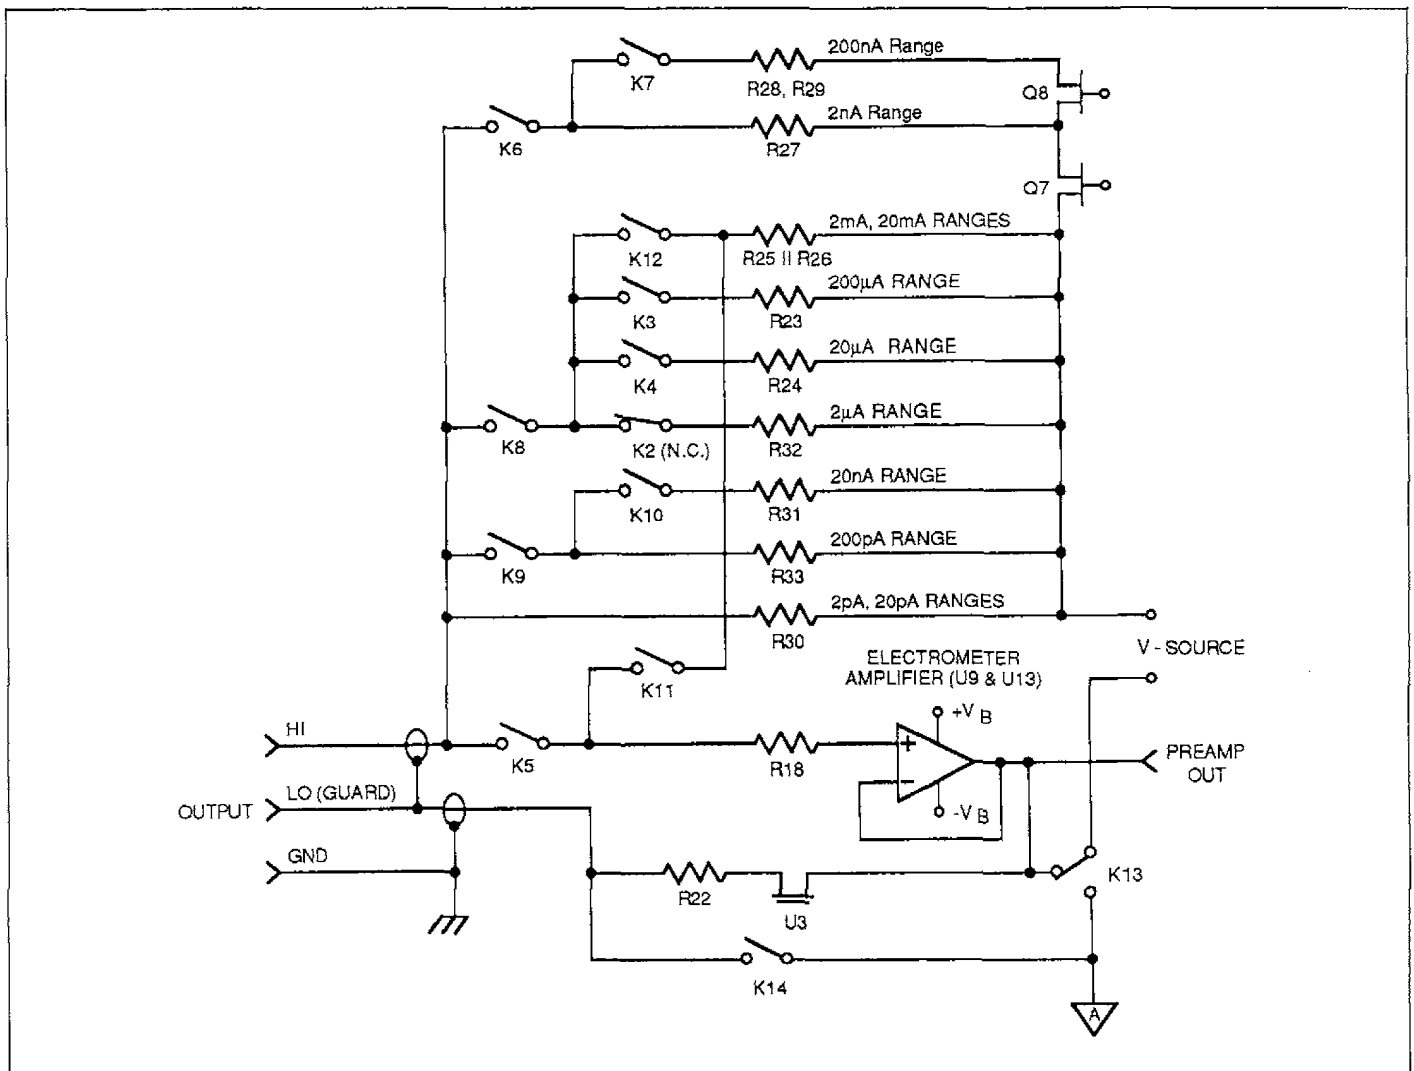 200nA Range
K7
R28, R29
Q8
2nA Range
K6
R27
Q7
2mA, 20mA RANGES
K12
R25 II R26
200µA RANGE
K3
R23
20µA RANGE
K4
R24
2µA RANGE
K8
K2 (N.C.)
R32
20nA RANGE
K10
R31
200pA RANGE
K9
R33
2pA, 20pA RANGES
R30
V - SOURCE
ELECTROMETER
AMPLIFIER (U9 & U13)
K11
+V B
HI
+
K5
R18
PREAMP
OUT
−
LO (GUARD)
OUTPUT
-V B
GND
K13
R22
U3
K14
A